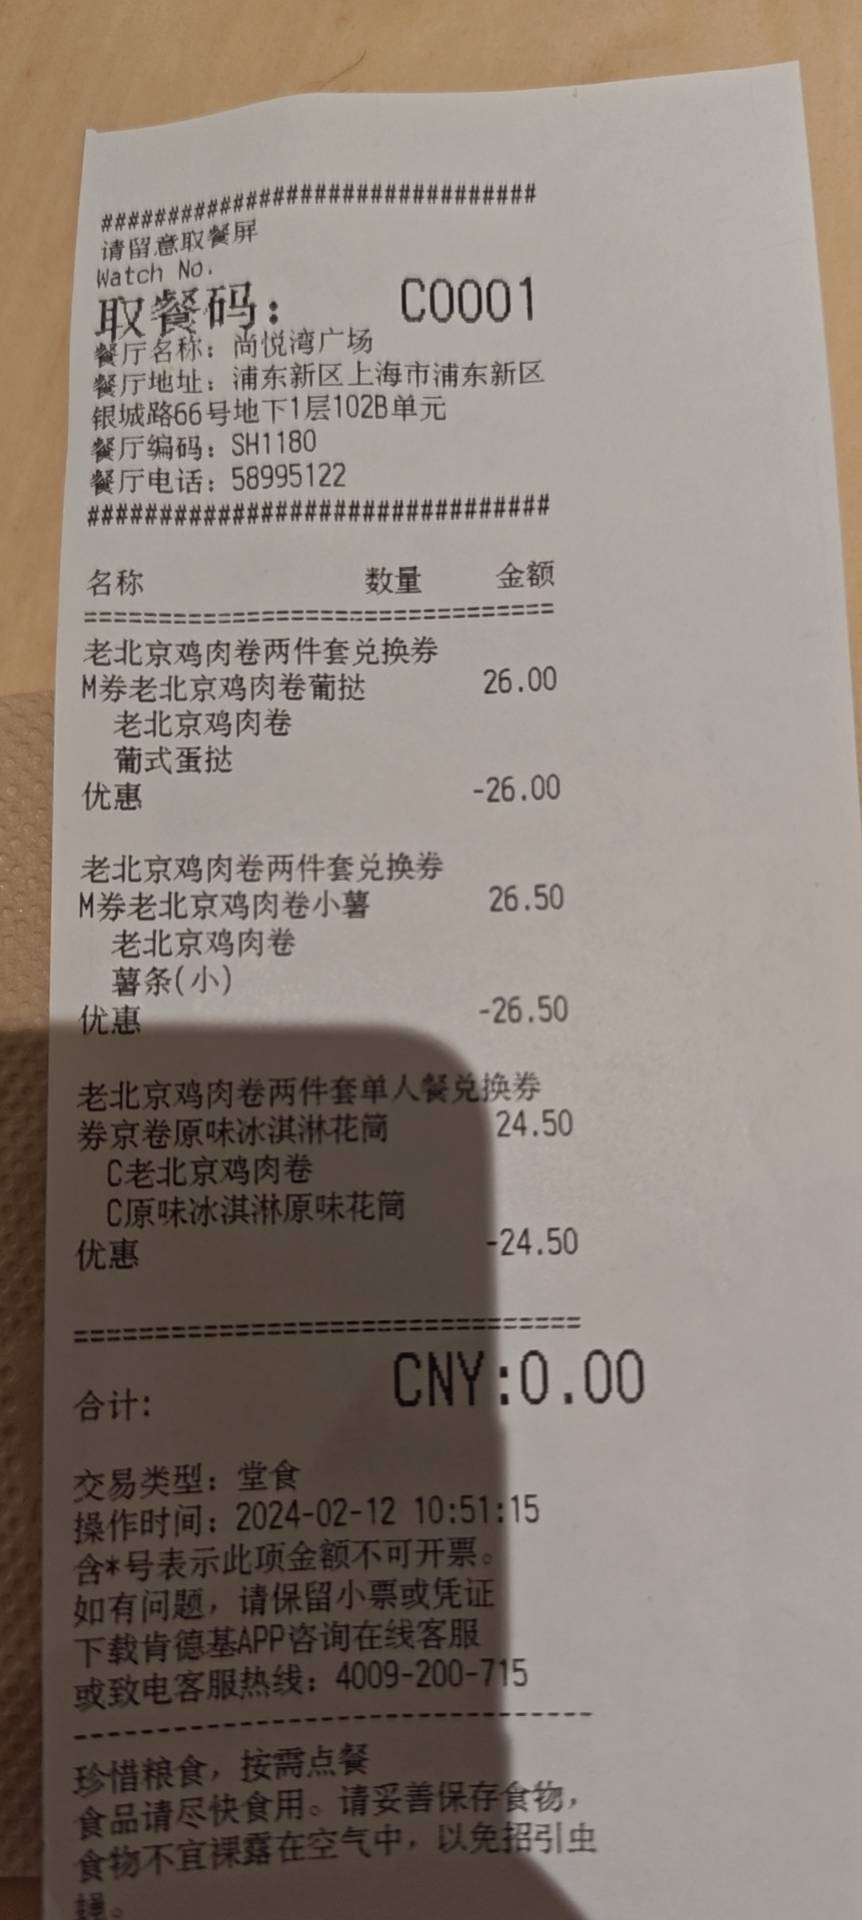 ################################
请留意取餐屏
Watch No.
取餐码： C0001
餐厅名称：尚悦湾广场
餐厅地址：浦东新区上海市浦东新区
银城路66号地下1层102B单元
餐厅编码：SH1180
餐厅电话：58995122
################################
名称 数量 金额
================================
老北京鸡肉卷两件套兑换券
M券老北京鸡肉卷葡挞 26.00
老北京鸡肉卷
葡式蛋挞
优惠 -26.00
老北京鸡肉卷两件套兑换券
M券老北京鸡肉卷小薯 26.50
老北京鸡肉卷
薯条(小)
优惠 -26.50
老北京鸡肉卷两件套单人餐兑换券
券京卷原味冰淇淋花筒 24.50
C老北京鸡肉卷
C原味冰淇淋原味花筒
优惠 -24.50
================================
合计: CNY:0.00
交易类型：堂食
操作时间：2024-02-12 10:51:15
含*号表示此项金额不可开票。
如有问题，请保留小票或凭证
下载肯德基APP咨询在线客服
或致电客服热线：4009-200-715
--------------------------------
珍惜粮食，按需点餐
食品请尽快食用。请妥善保存食物，
食物不宜裸露在空气中，以免招引虫